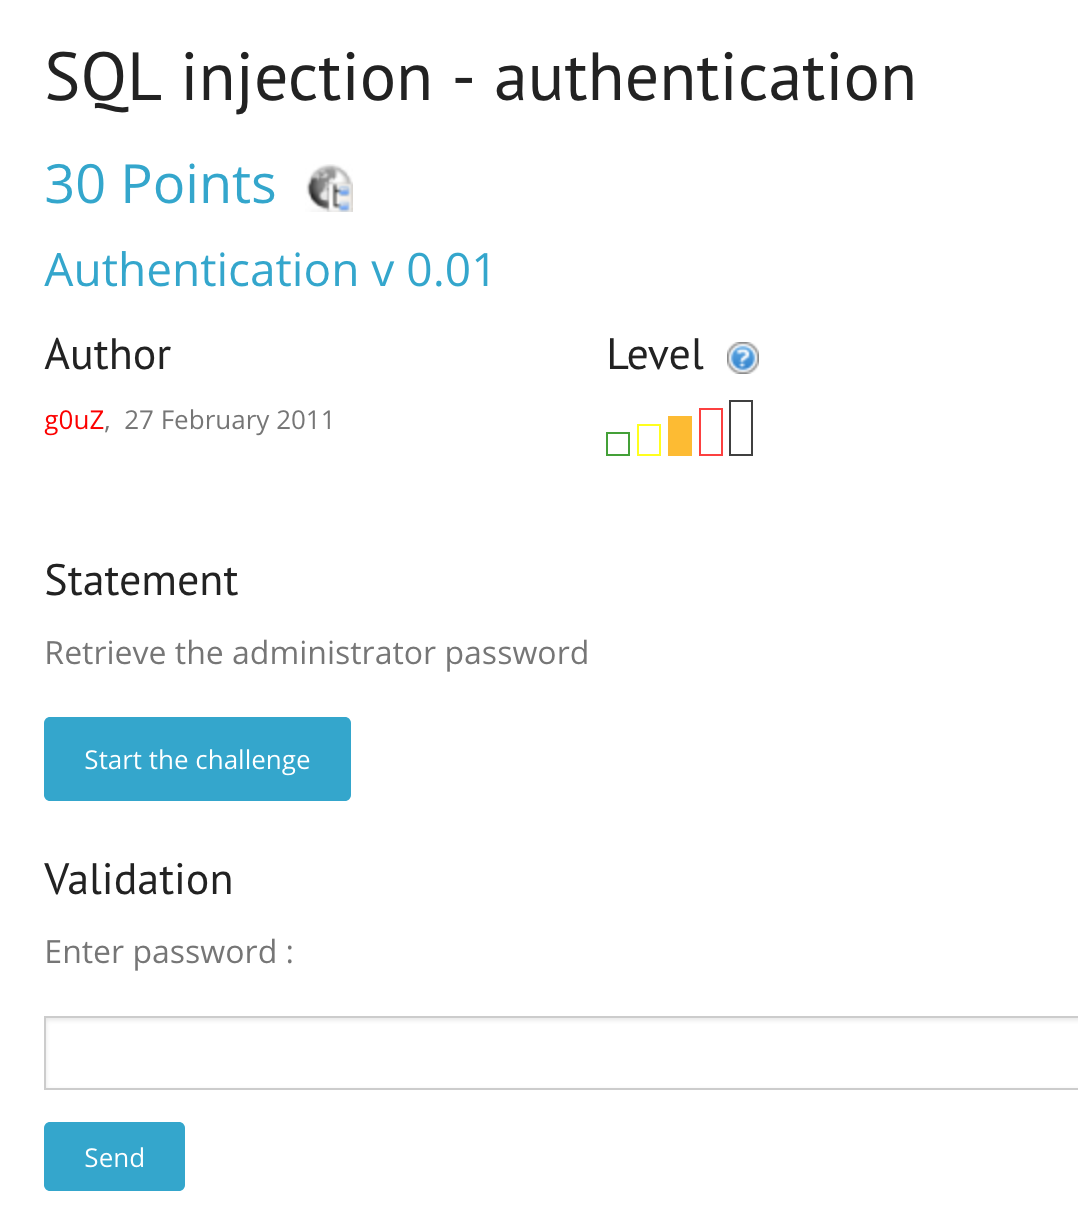 SQL injection - authentication
30 Points
Authentication v 0.01
Author
Level ?
g0uZ, 27 February 2011
Statement
Retrieve the administrator password
Start the challenge
Validation
Enter password :
Send